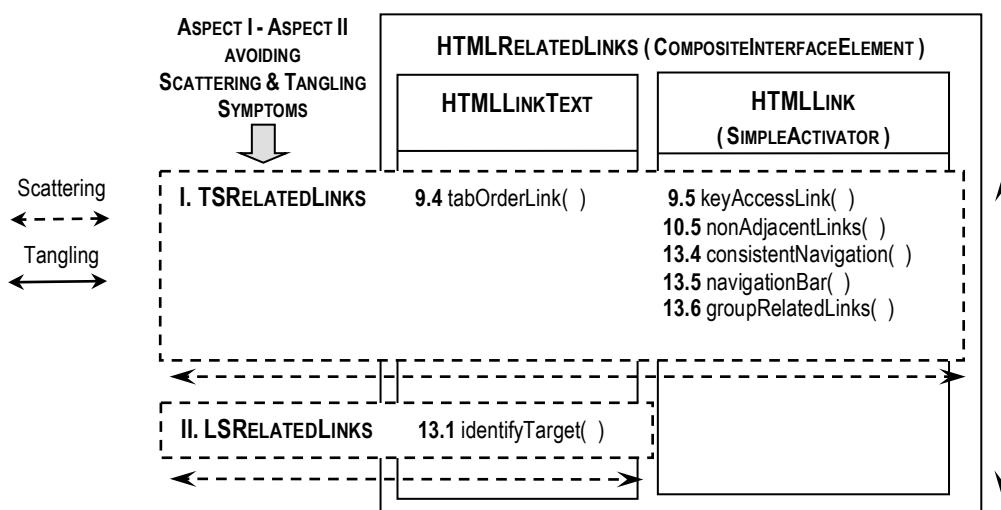 ASPECT I - ASPECT II
AVOIDING
SCATTERING & TANGLING
SYMPTOMS
HTMLRELATEDLINKS ( COMPOSITEINTERFACEELEMENT )
HTMLLINKTEXT
HTMLLINK
( SIMPLEACTIVATOR )
Scattering
Tangling
I. TSRELATEDLINKS
9.4 tabOrderLink( )
9.5 keyAccessLink( )
10.5 nonAdjacentLinks( )
13.4 consistentNavigation( )
13.5 navigationBar( )
13.6 groupRelatedLinks( )
II. LSRELATEDLINKS
13.1 identifyTarget( )